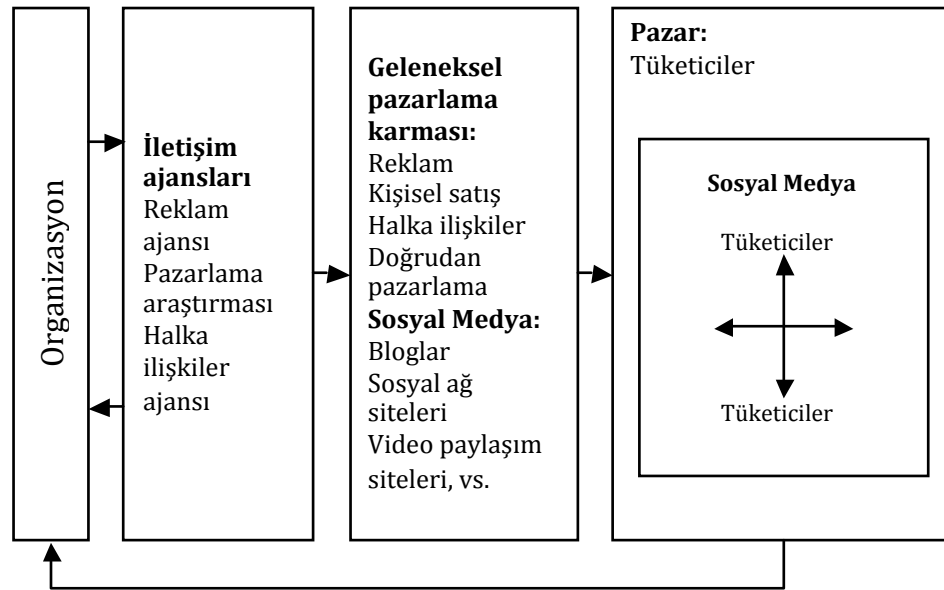 Organizasyon
İletişim
ajansları
Reklam
ajansı
Pazarlama
araştırması
Halka
ilişkiler
ajansı
Geleneksel
pazarlama
karması:
Reklam
Kişisel satış
Halka ilişkiler
Doğrudan
pazarlama
Sosyal Medya:
Bloglar
Sosyal ağ
siteleri
Video paylaşım
siteleri, vs.
Pazar:
Tüketiciler
Sosyal Medya
Tüketiciler
Tüketiciler